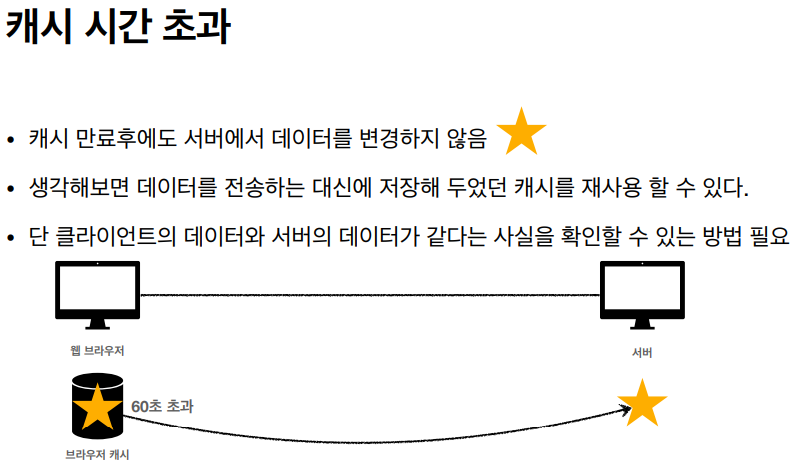 캐시 시간 초과
• 캐시 만료후에도 서버에서 데이터를 변경하지 않음
• 생각해보면 데이터를 전송하는 대신에 저장해 두었던 캐시를 재사용 할 수 있다.
• 단 클라이언트의 데이터와 서버의 데이터가 같다는 사실을 확인할 수 있는 방법 필요
웹 브라우저
서버
60초 초과
브라우저 캐시